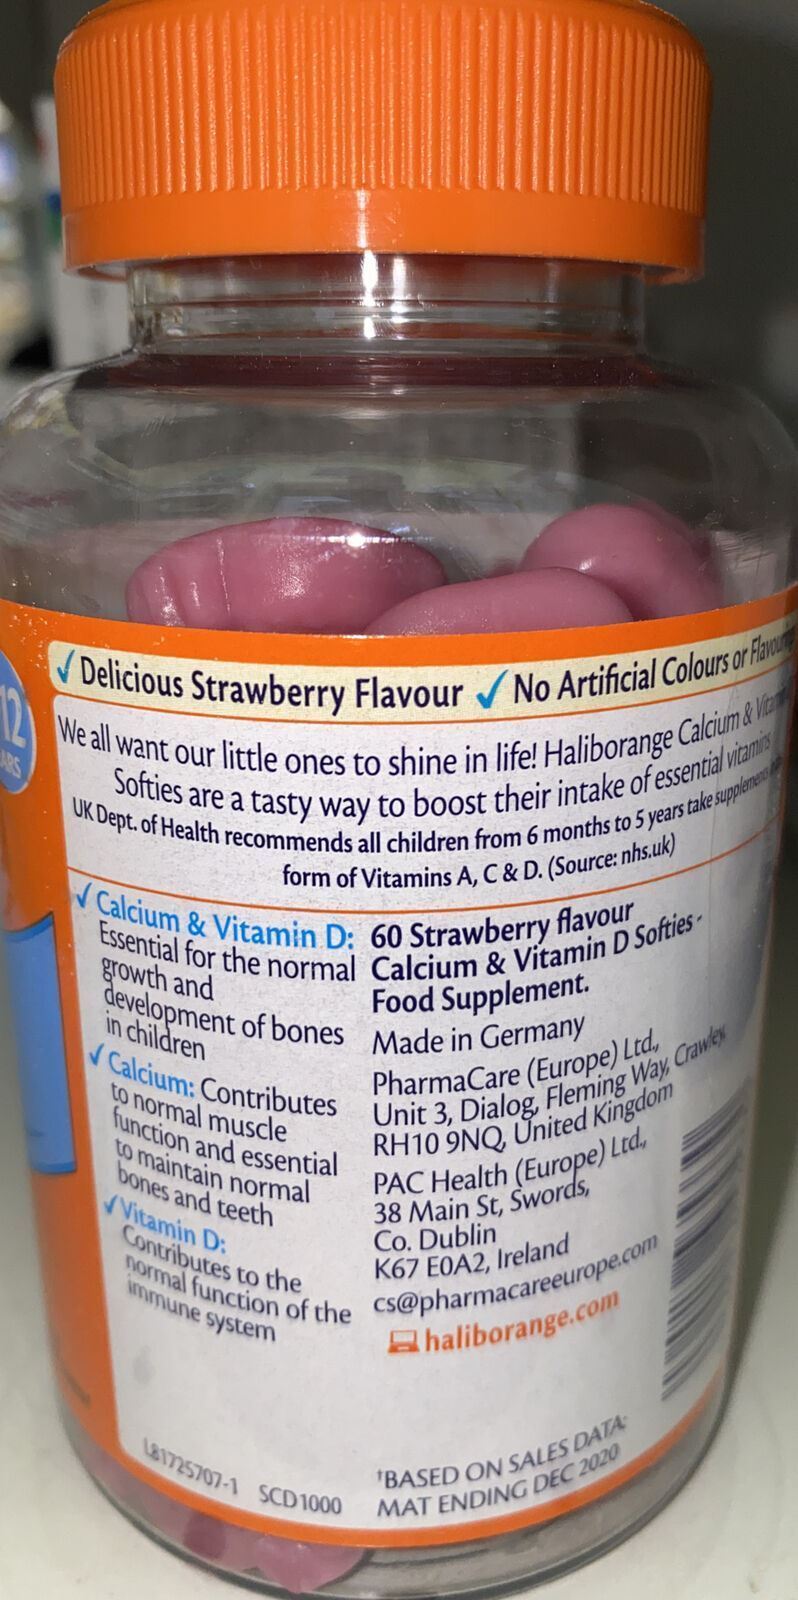 12
ARS
✓ Delicious Strawberry Flavour ✓ No Artificial Colours or Flavourings
We all want our little ones to shine in life! Haliborange Calcium & Vitamin
Softies are a tasty way to boost their intake of essential vitamins
UK Dept. of Health recommends all children from 6 months to 5 years take supplements
form of Vitamins A, C & D. (Source: nhs.uk)
✓ Calcium & Vitamin D:
Essential for the normal
growth and
development of bones
in children
✓ Calcium: Contributes
to normal muscle
function and essential
to maintain normal
bones and teeth
✓ Vitamin D:
Contributes to the
normal function of the
immune system
60 Strawberry flavour
Calcium & Vitamin D Softies -
Food Supplement.
Made in Germany
PharmaCare (Europe) Ltd.,
Unit 3, Dialog, Fleming Way, Crawley,
RH10 9NQ, United Kingdom
PAC Health (Europe) Ltd.,
38 Main St, Swords,
Co. Dublin
K67 E0A2, Ireland
cs@pharmacareeurope.com
haliborange.com
L81725707-1 SCD1000
†BASED ON SALES DATA:
MAT ENDING DEC 2020